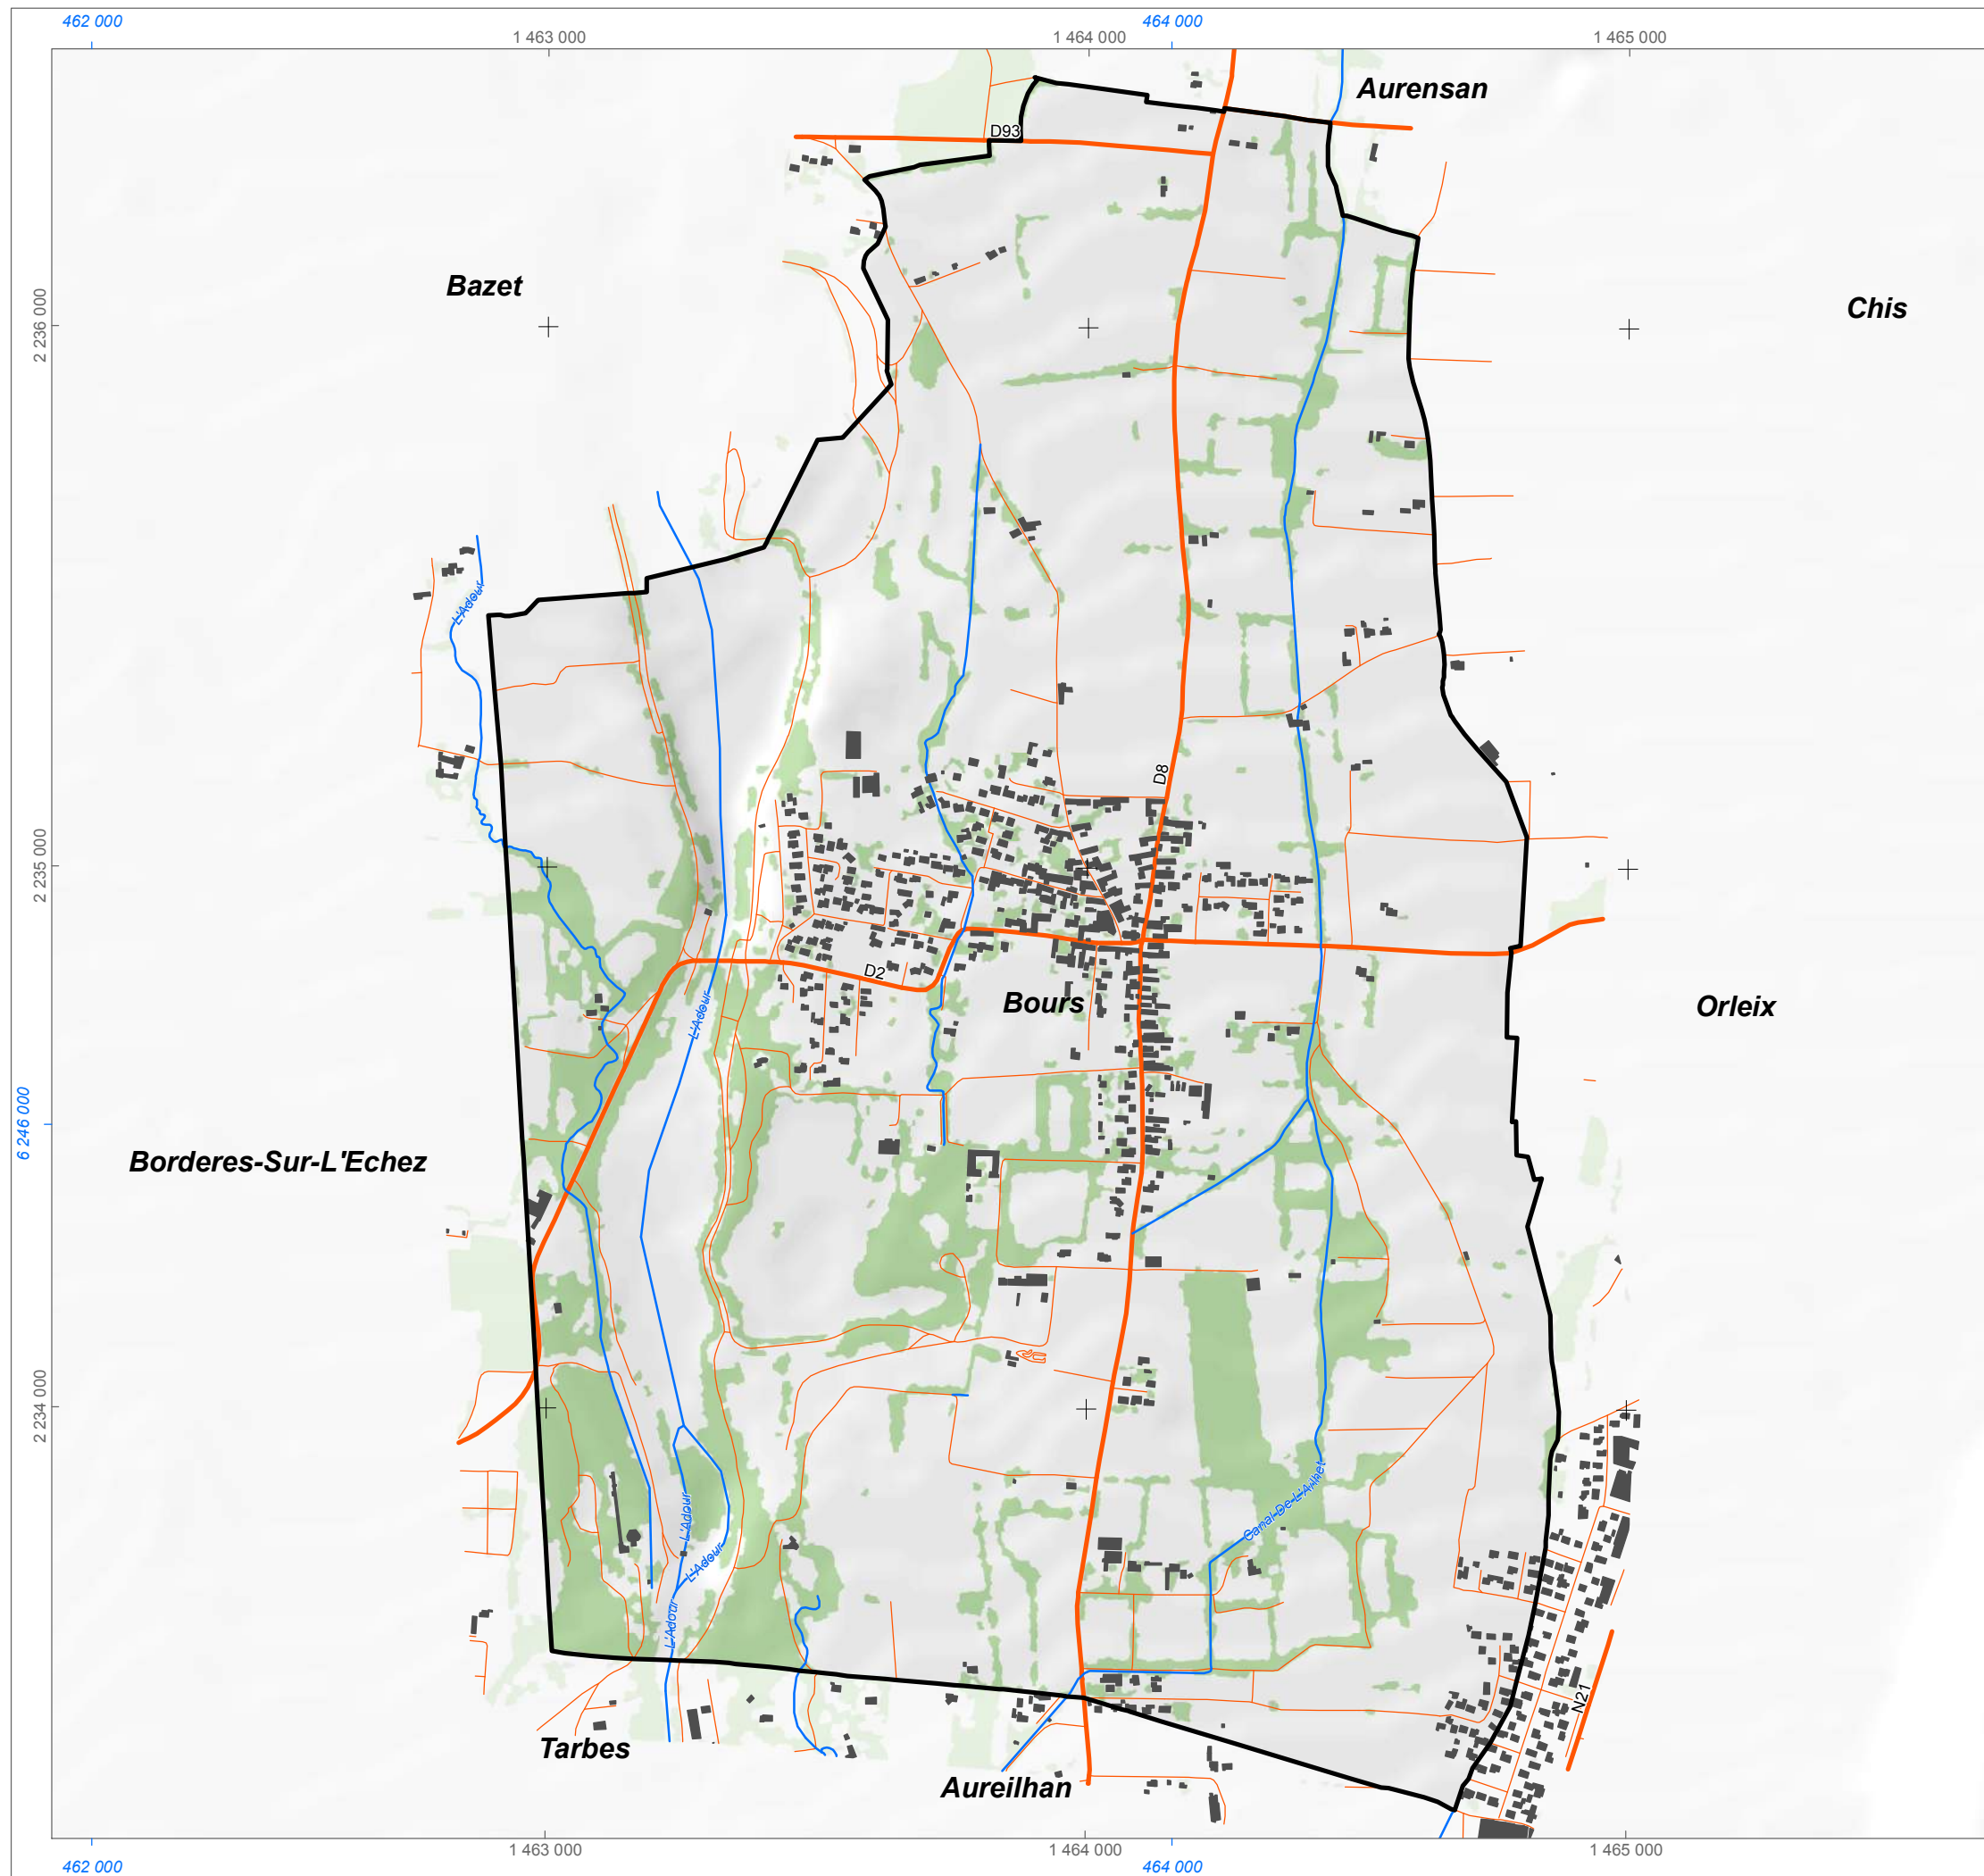 462 000
464 000
1 463 000
1 464 000
1 465 000
Aurensan
D93
Bazet
Chis
2 236 000
L'Adour
D8
2 235 000
D2
Bours
Orleix
L'Adour
6 246 000
Borderes-Sur-L'Echez
2 234 000
Canal-De-L'Ailhet
L'Adour
L'Adour
L'Adour
N21
Tarbes
Aureilhan
1 463 000
1 464 000
1 465 000
462 000
464 000